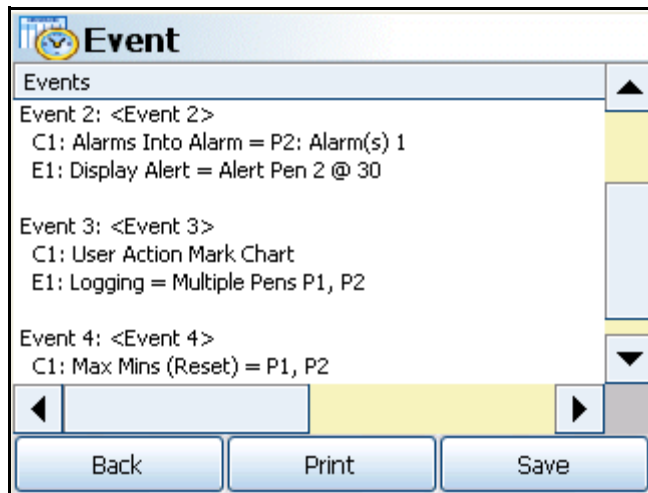 Event
Events
Event 2: <Event 2>
C1: Alarms Into Alarm = P2: Alarm(s) 1
E1: Display Alert = Alert Pen 2 @ 30
Event 3: <Event 3>
C1: User Action Mark Chart
E1: Logging = Multiple Pens P1, P2
Event 4: <Event 4>
C1: Max Mins (Reset) = P1, P2
Back
Print
Save